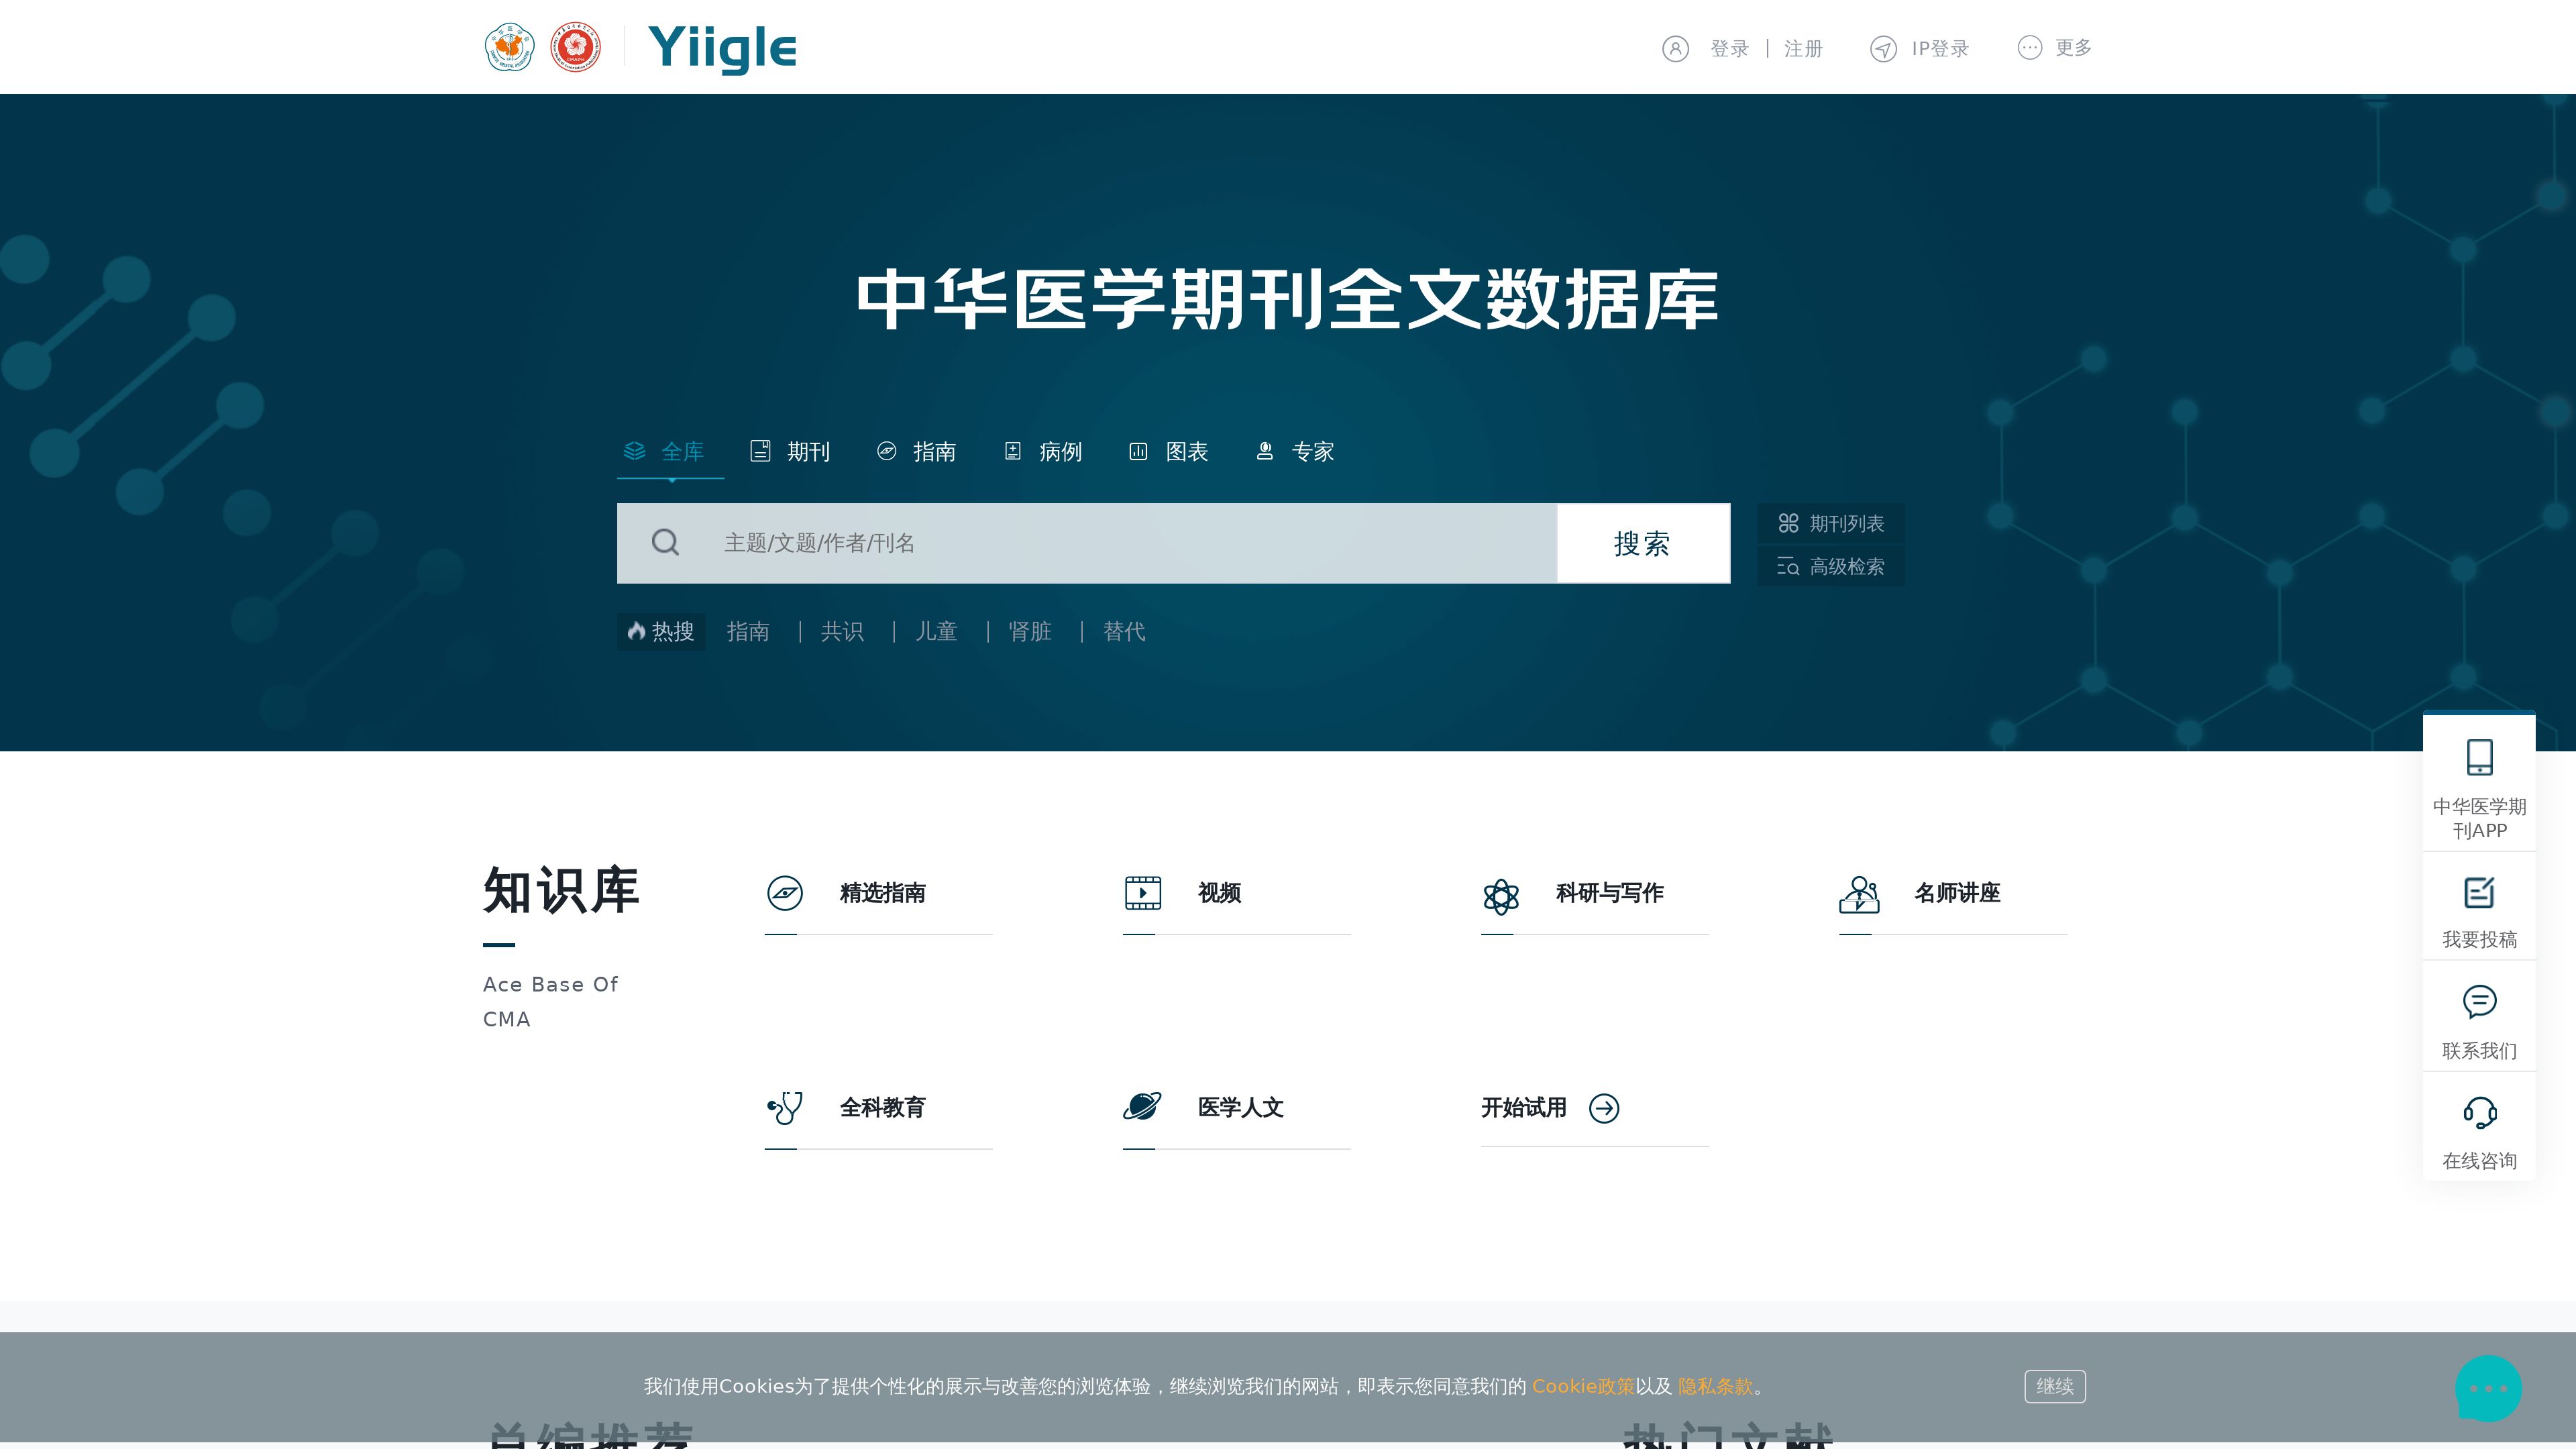 Yiigle
登录 | 注册
IP登录
更多
中华医学期刊全文数据库
全库
期刊
指南
病例
图表
专家
主题/文题/作者/刊名
搜索
期刊列表
高级检索
热搜
指南 | 共识 | 儿童 | 肾脏 | 替代
中华医学期
刊APP
我要投稿
联系我们
在线咨询
知识库
Ace Base Of
CMA
精选指南
视频
科研与写作
名师讲座
全科教育
医学人文
开始试用
我们使用Cookies为了提供个性化的展示与改善您的浏览体验，继续浏览我们的网站，即表示您同意我们的 Cookie政策以及 隐私条款。
继续
总编推荐
热门文献